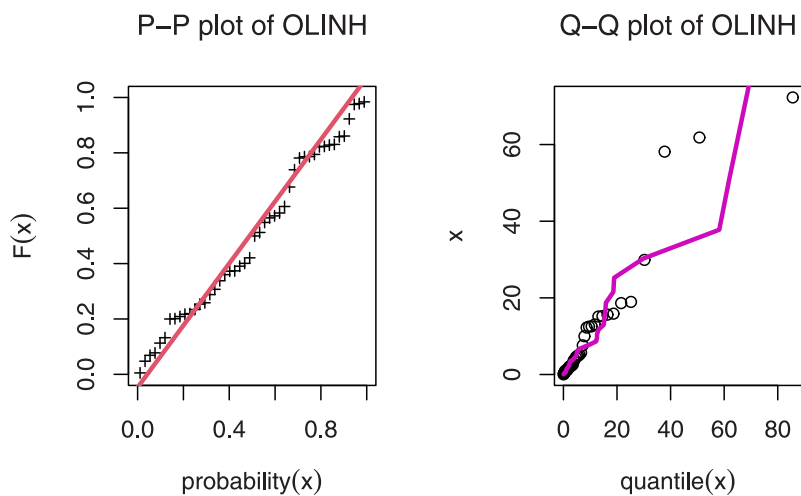 P–P plot of OLINH
F(x)
0.0 0.2 0.4 0.6 0.8 1.0
0.0 0.4 0.8
probability(x)
Q–Q plot of OLINH
x
0 20 40 60
0 20 40 60 80
quantile(x)